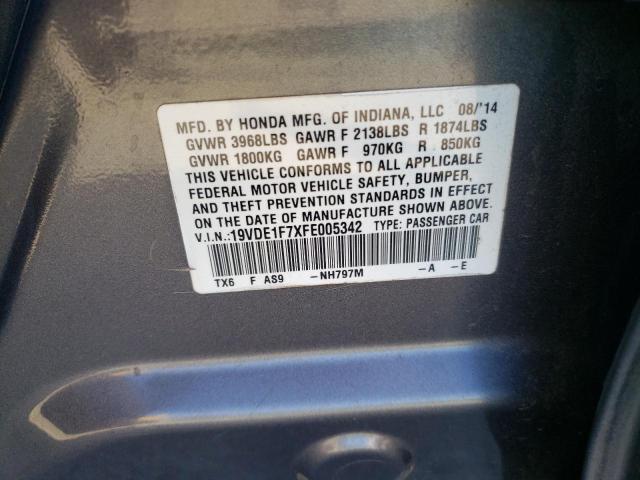 MFD. BY HONDA MFG. OF INDIANA, LLC 08/'14
GVWR 3968LBS GAWR F 2138LBS R 1874LBS
GVWR 1800KG GAWR F 970KG R 850KG
THIS VEHICLE CONFORMS TO ALL APPLICABLE
FEDERAL MOTOR VEHICLE SAFETY, BUMPER,
AND THEFT PREVENTION STANDARDS IN EFFECT
ON THE DATE OF MANUFACTURE SHOWN ABOVE.
V.I.N.:19VDE1F7XFE005342 TYPE: PASSENGER CAR
TX6 F AS9 -NH797M -A -E